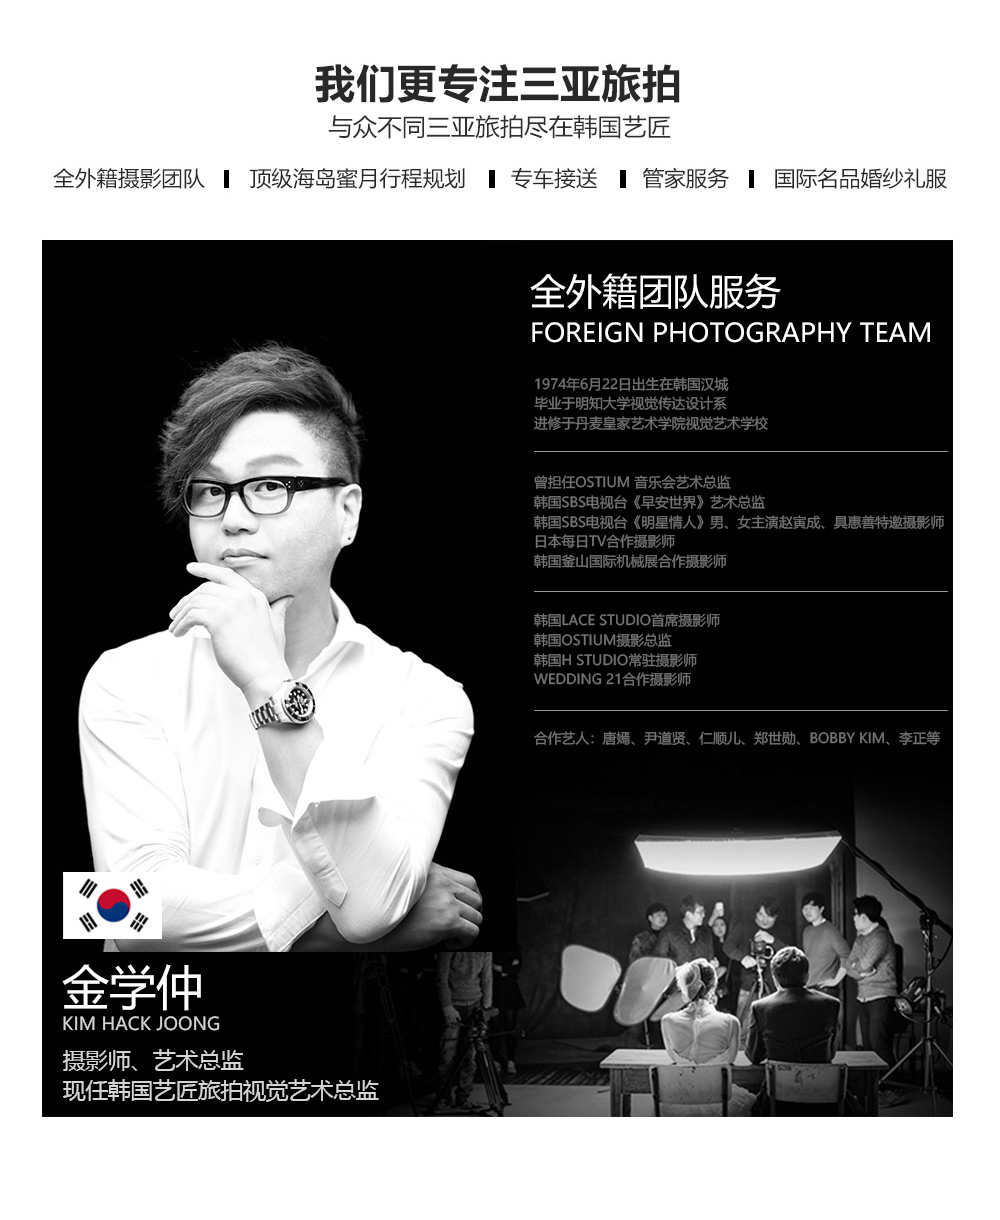 我们更专注三亚旅拍
与众不同三亚旅拍尽在韩国艺匠
全外籍摄影团队 | 顶级海岛蜜月行程规划 | 专车接送 | 管家服务 | 国际名品婚纱礼服
全外籍团队服务
FOREIGN PHOTOGRAPHY TEAM
1974年6月22日出生在韩国汉城
毕业于明知大学视觉传达设计系
进修于丹麦皇家艺术学院视觉艺术学校
曾担任OSTIUM 音乐会艺术总监
韩国SBS电视台《早安世界》艺术总监
韩国SBS电视台《明星情人》男、女主演赵寅成、具惠善特邀摄影师
日本每日TV合作摄影师
韩国釜山国际机械展合作摄影师
韩国LACE STUDIO首席摄影师
韩国OSTIUM摄影总监
韩国H STUDIO常驻摄影师
WEDDING 21合作摄影师
合作艺人：唐嫣、尹道贤、仁顺儿、郑世勋、BOBBY KIM、李正等
金学仲
KIM HACK JOONG
摄影师、艺术总监
现任韩国艺匠旅拍视觉艺术总监